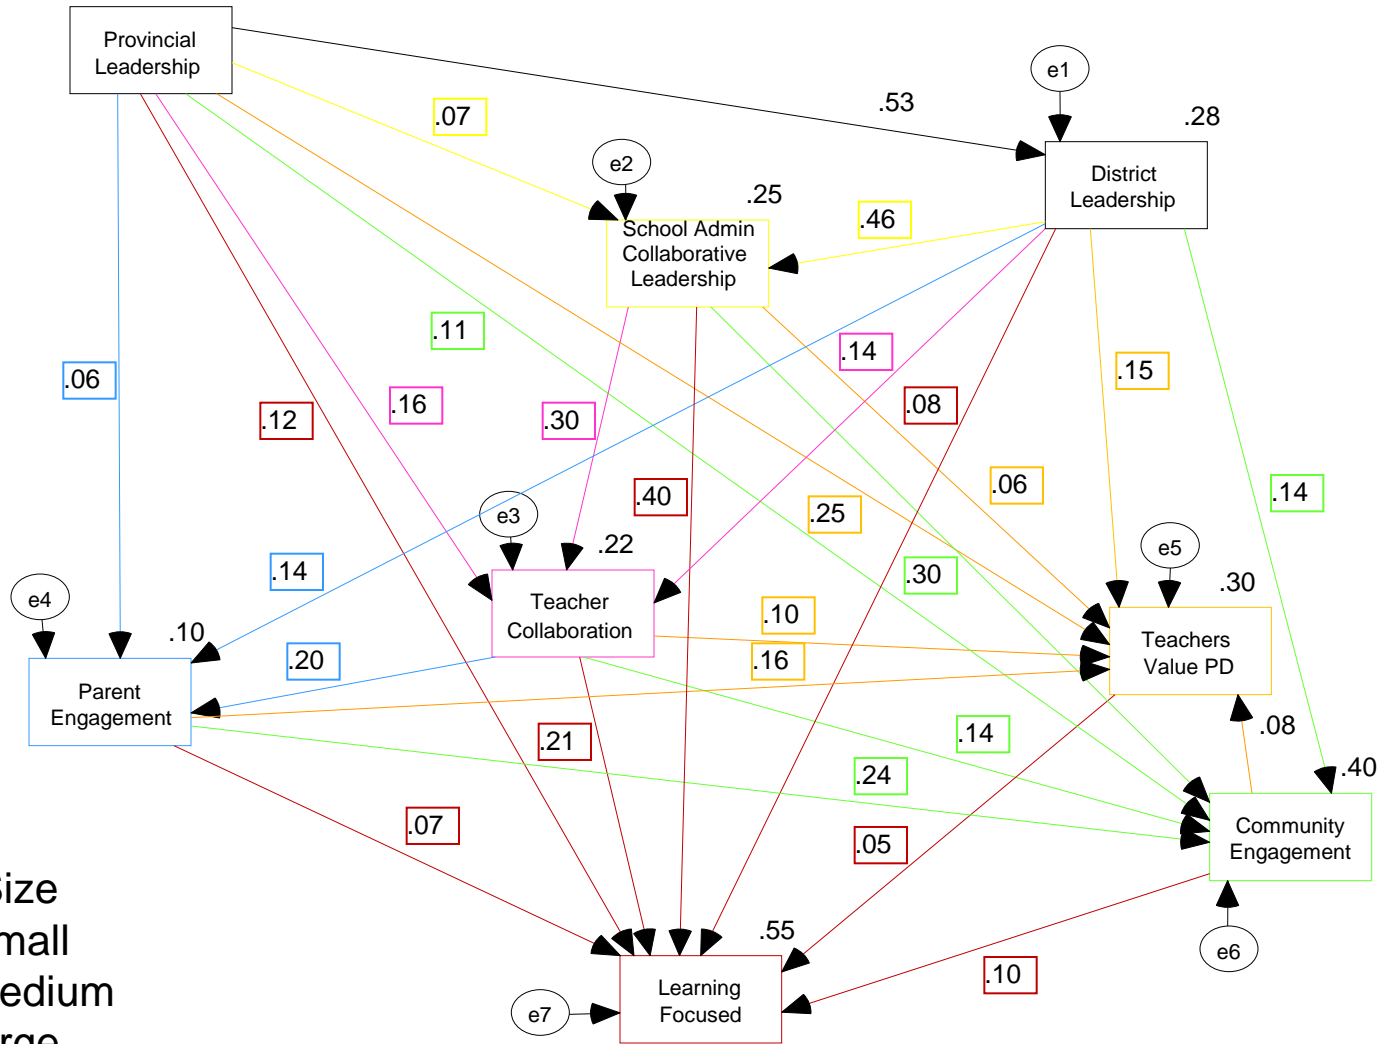 Provincial
Leadership
e1
.53
.28
.07
e2
District
Leadership
.25
.46
School Admin
Collaborative
Leadership
.11
.14
.06
.15
.16
.08
.12
.30
.06
.40
.14
.25
e3
.22
e5
.14
.30
.30
e4
Teacher
Collaboration
.10
.10
Teachers
Value PD
.20
.16
Parent
Engagement
.21
.14
.08
.24
.40
.07
.05
Community
Engagement
.55
e6
.10
Learning
Focused
e7